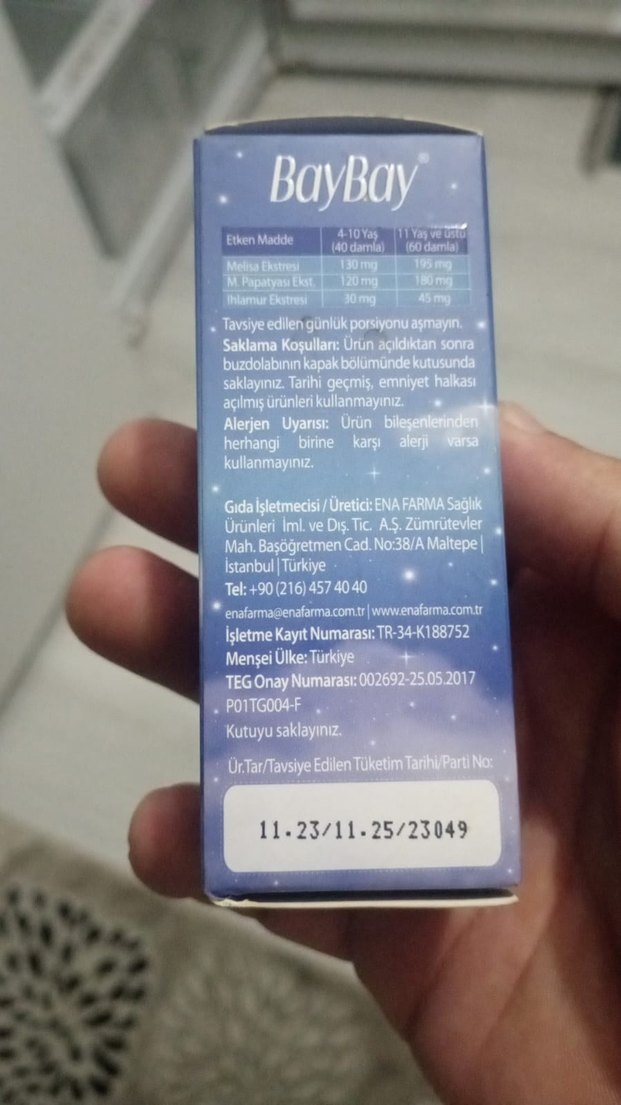 BayBay®
Etken Madde 4-10 Yaş (40 damla) 11 Yaş ve üstü (60 damla)
Melisa Ekstresi 130 mg 195 mg
M. Papatyası Ekst. 120 mg 180 mg
Ihlamur Ekstresi 30 mg 45 mg
Tavsiye edilen günlük porsiyonu aşmayın.
Saklama Koşulları: Ürün açıldıktan sonra
buzdolabının kapak bölümünde kutusunda
saklayınız. Tarihi geçmiş, emniyet halkası
açılmış ürünleri kullanmayınız.
Alerjen Uyarısı: Ürün bileşenlerinden
herhangi birine karşı alerji varsa
kullanmayınız.
Gıda İşletmecisi / Üretici: ENA FARMA Sağlık
Ürünleri İml. ve Dış. Tic. A.Ş. Zümrütevler
Mah. Başöğretmen Cad. No:38/A Maltepe |
İstanbul | Türkiye
Tel: +90 (216) 457 40 40
enafarma@enafarma.com.tr | www.enafarma.com.tr
İşletme Kayıt Numarası: TR-34-K188752
Menşei Ülke: Türkiye
TEG Onay Numarası: 002692-25.05.2017
P01TG004-F
Kutuyu saklayınız.
Ür.Tar/Tavsiye Edilen Tüketim Tarihi/Parti No:
11.23/11.25/23049